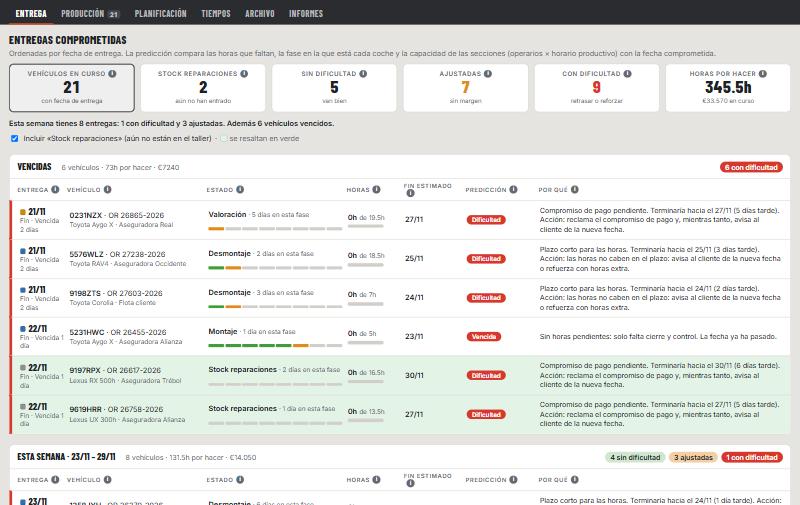 ENTREGA PRODUCCIÓN 21 PLANIFICACIÓN TIEMPOS ARCHIVO INFORMES
ENTREGAS COMPROMETIDAS
Ordenadas por fecha de entrega. La predicción compara las horas que faltan, la fase en la que está cada coche y la capacidad de las secciones (operarios × horario productivo) con la fecha comprometida.
VEHÍCULOS EN CURSO i
21
con fecha de entrega
STOCK REPARACIONES i
2
aún no han entrado
SIN DIFICULTAD i
5
van bien
AJUSTADAS i
7
sin margen
CON DIFICULTAD i
9
retrasar o reforzar
HORAS POR HACER i
345.5h
€33.570 en curso
Esta semana tienes 8 entregas: 1 con dificultad y 3 ajustadas. Además 6 vehículos vencidos.
Incluir «Stock reparaciones» (aún no están en el taller) · se resaltan en verde
VENCIDAS 6 vehículos · 73h por hacer · €7240 6 con dificultad
ENTREGA i VEHÍCULO i ESTADO i HORAS i FIN ESTIMADO i PREDICCIÓN i POR QUÉ i
21/11
Fin · Vencida 2 días
0231NZX · OR 26865-2026
Toyota Aygo X · Aseguradora Real
Valoración · 5 días en esta fase
0h de 19.5h
27/11
Dificultad
Compromiso de pago pendiente. Terminaría hacia el 27/11 (5 días tarde).
Acción: reclama el compromiso de pago y, mientras tanto, avisa al
cliente de la nueva fecha.
21/11
Fin · Vencida 2 días
5576WLZ · OR 27238-2026
Toyota RAV4 · Aseguradora Occidente
Desmontaje · 2 días en esta fase
0h de 18.5h
25/11
Dificultad
Plazo corto para las horas. Terminaría hacia el 25/11 (3 días tarde).
Acción: las horas no caben en el plazo: avisa al cliente de la nueva fecha
o refuerza con horas extra.
21/11
Fin · Vencida 2 días
9198ZTS · OR 27603-2026
Toyota Corolla · Flota cliente
Desmontaje · 3 días en esta fase
0h de 7h
24/11
Dificultad
Plazo corto para las horas. Terminaría hacia el 24/11 (2 días tarde).
Acción: las horas no caben en el plazo: avisa al cliente de la nueva fecha
o refuerza con horas extra.
22/11
Fin · Vencida 1 día
5231HWC · OR 26455-2026
Toyota Aygo X · Aseguradora Alianza
Montaje · 1 día en esta fase
0h de 5h
23/11
Vencida
Sin horas pendientes: solo falta cierre y control. La fecha ya ha pasado.
22/11
Fin · Vencida 1 día
9197RPX · OR 26617-2026
Lexus RX 500h · Aseguradora Trébol
Stock reparaciones · 2 días en esta fase
0h de 16.5h
30/11
Dificultad
Compromiso de pago pendiente. Terminaría hacia el 30/11 (6 días tarde).
Acción: reclama el compromiso de pago y, mientras tanto, avisa al
cliente de la nueva fecha.
22/11
Fin · Vencida 1 día
9619HRR · OR 26758-2026
Lexus UX 300h · Aseguradora Alianza
Stock reparaciones · 1 día en esta fase
0h de 13.5h
27/11
Dificultad
Compromiso de pago pendiente. Terminaría hacia el 27/11 (5 días tarde).
Acción: reclama el compromiso de pago y, mientras tanto, avisa al
cliente de la nueva fecha.
ESTA SEMANA · 23/11 – 29/11 8 vehículos · 131.5h por hacer · €14.050 4 sin dificultad 3 ajustadas 1 con dificultad
ENTREGA i VEHÍCULO i ESTADO i HORAS i FIN ESTIMADO i PREDICCIÓN i POR QUÉ i
23/11
Desmontaje · 6 días en esta fase
Plazo corto para las horas. Terminaría hacia el 24/11 (1 día tarde). Acción: